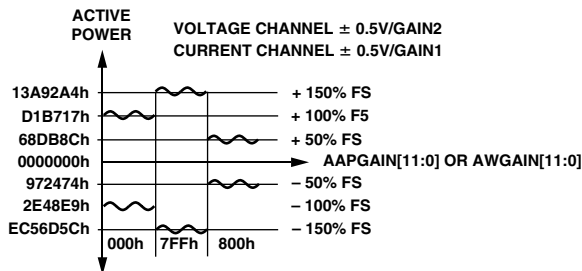 ACTIVE
POWER
VOLTAGE CHANNEL ± 0.5V/GAIN2
CURRENT CHANNEL ± 0.5V/GAIN1
13A92A4h + 150% FS
D1B717h + 100% F5
68DB8Ch + 50% FS
0000000h AAPGAIN[11:0] OR AWGAIN[11:0]
972474h – 50% FS
2E48E9h – 100% FS
EC56D5Ch – 150% FS
000h 7FFh 800h